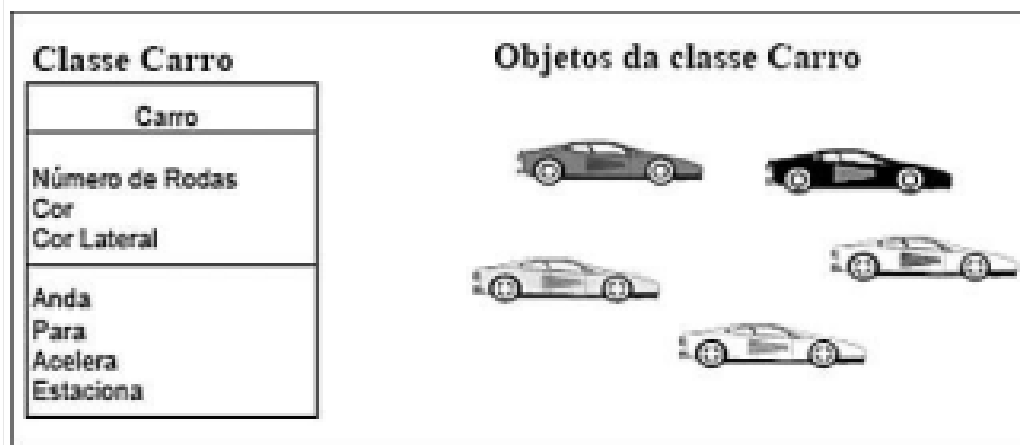 Classe Carro
Objetos da classe Carro
Carro
Número de Rodas
Cor
Cor Lateral
Anda
Para
Acelera
Estaciona